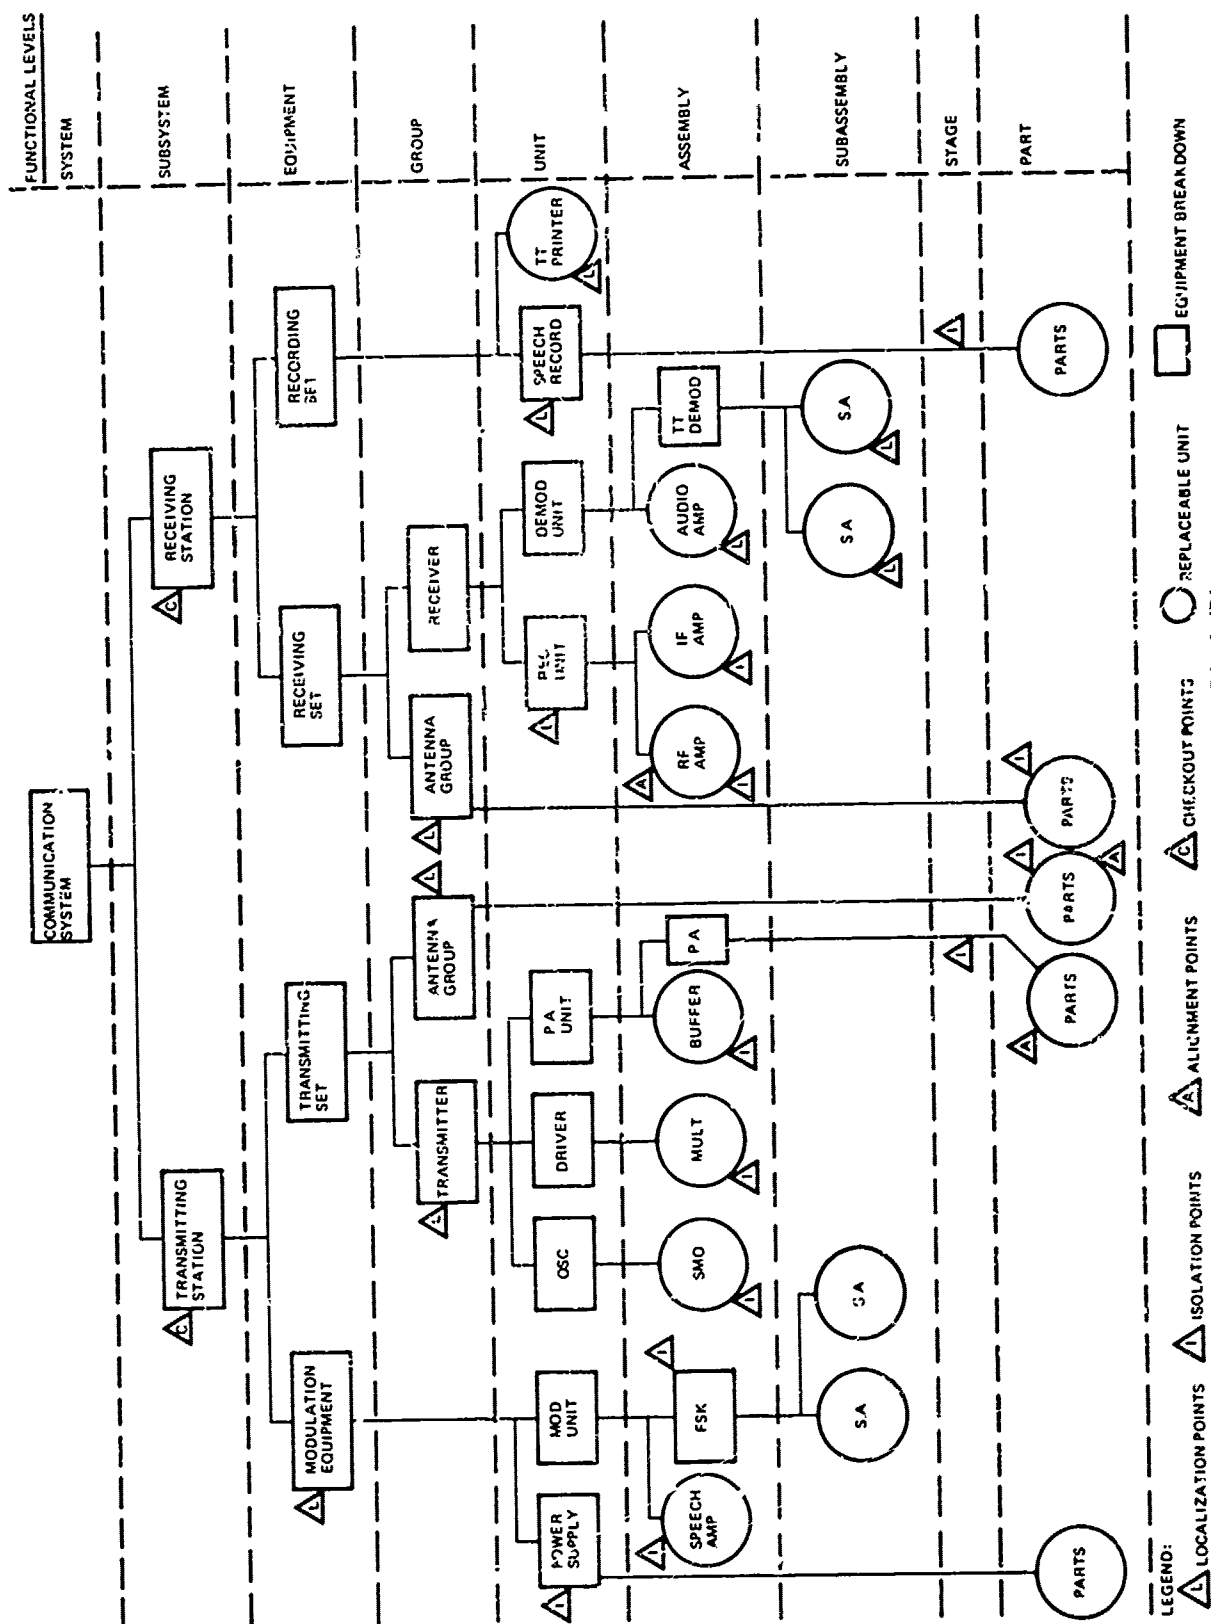 FUNCTIONAL LEVELS
SYSTEM
SUBSYSTEM
EQUIPMENT
GROUP
UNIT
ASSEMBLY
SUBASSEMBLY
STAGE
PART
COMMUNICATION
SYSTEM
TRANSMITTING
STATION
C
RECEIVING
STATION
C
MODULATION
EQUIPMENT
L
TRANSMITTING
SET
RECEIVING
SET
RECORDING
SET
TRANSMITTER
L
ANTENNA
GROUP
L
ANTENNA
GROUP
L
RECEIVER
POWER
SUPPLY
I
MOD
UNIT
OSC
DRIVER
P A
UNIT
REC
UNIT
DEMOD
UNIT
SPEECH
RECORD
L
TT
PRINTER
L
SPEECH
AMP
I
FSK
I
SMO
I
MULT
I
BUFFER
I
P A
RF
AMP
A
I
IF
AMP
I
AUDIO
AMP
L
TT
DEMOD
S.A
S.A
S A
L
S.A
L
I
I
PARTS
PARTS
A
PARTS
I
A
PARTS
I
PARTS
LEGEND:
L LOCALIZATION POINTS
I ISOLATION POINTS
A ALIGNMENT POINTS
C CHECKOUT POINTS
REPLACEABLE UNIT
EQUIPMENT BREAKDOWN